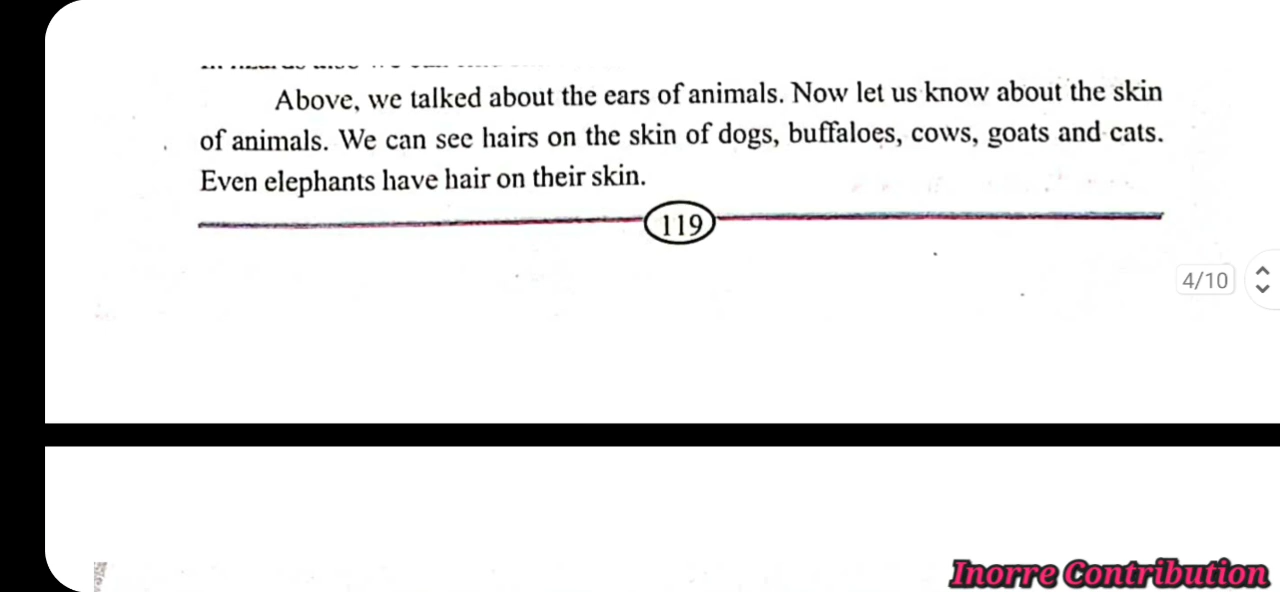 Above, we talked about the ears of animals. Now let us know about the skin
of animals. We can see hairs on the skin of dogs, buffaloes, cows, goats and cats.
Even elephants have hair on their skin.
119
4/10
Inorre Contribution